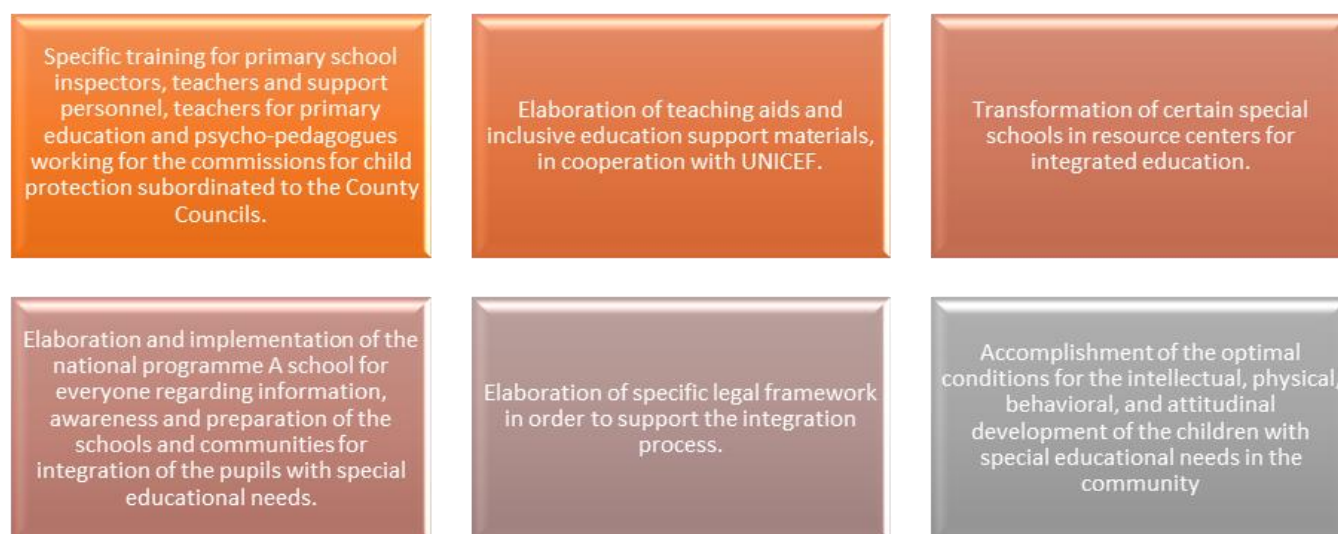 Specific training for primary school
inspectors, teachers and support
personnel, teachers for primary
education and psycho-pedagogues
working for the commissions for child
protection subordinated to the County
Councils.
Elaboration of teaching aids and
inclusive education support materials,
in cooperation with UNICEF.
Transformation of certain special
schools in resource centers for
integrated education.
Elaboration and implementation of the
national programme A school for
everyone regarding information,
awareness and preparation of the
schools and communities for
integration of the pupils with special
educational needs.
Elaboration of specific legal framework
in order to support the integration
process.
Accomplishment of the optimal
conditions for the intellectual, physical,
behavioral, and attitudinal
development of the children with
special educational needs in the
community